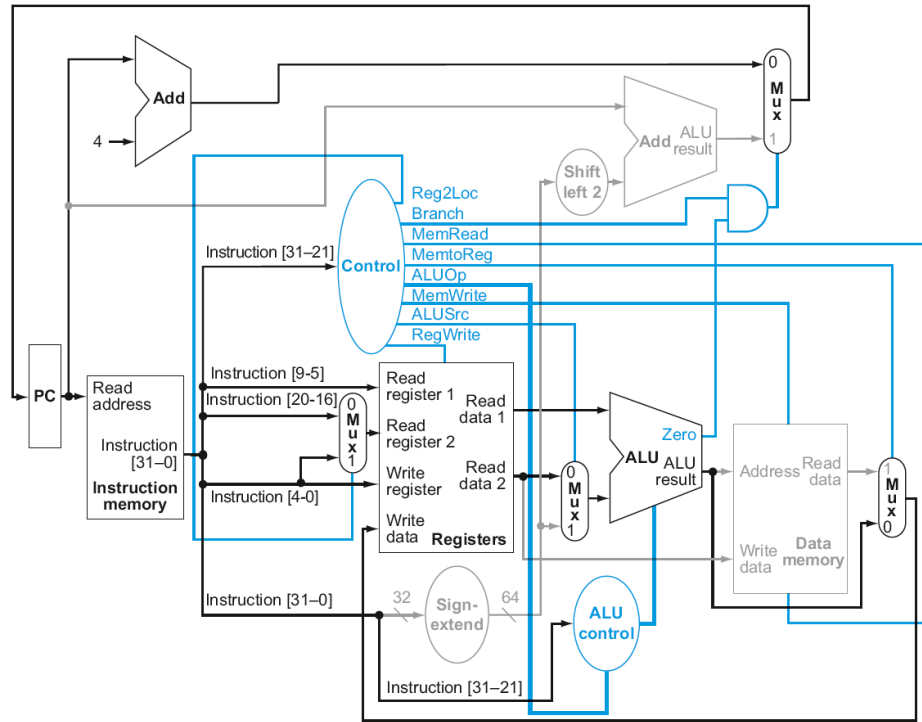 Add
4
0
M
u
x
1
Add
ALU
result
Shift
left 2
Reg2Loc
Branch
MemRead
MemtoReg
ALUOp
MemWrite
ALUSrc
RegWrite
Control
Instruction [31–21]
PC
Read
address
Instruction
[31–0]
Instruction
memory
Instruction [9-5]
Instruction [20-16]
Instruction [4-0]
0
M
u
x
1
Read
register 1
Read
register 2
Write
register
Write
data
Read
data 1
Read
data 2
Registers
0
M
u
x
1
Zero
ALU
ALU
result
Address
Read
data
Write
data
Data
memory
1
M
u
x
0
Instruction [31–0]
32
Sign-
extend
64
ALU
control
Instruction [31–21]